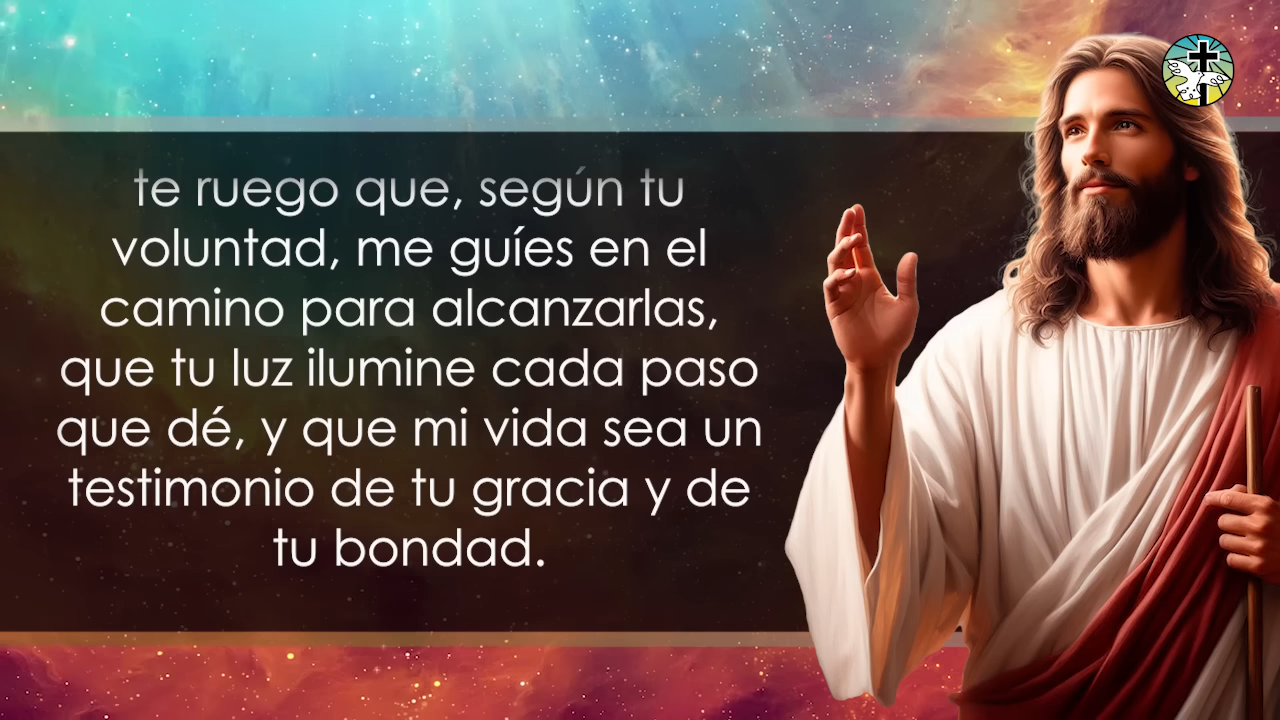 te ruego que, según tu
voluntad, me guíes en el
camino para alcanzarlas,
que tu luz ilumine cada paso
que dé, y que mi vida sea un
testimonio de tu gracia y de
tu bondad.